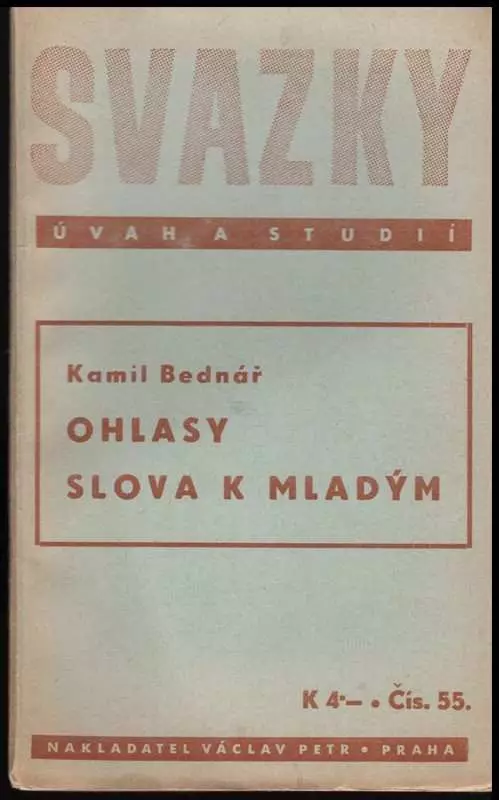 SVAZKY
ÚVAH A STUDIÍ
Kamil Bednář
OHLASY
SLOVA K MLADÝM
K 4·— • Čís. 55.
NAKLADATEL VÁCLAV PETR • PRAHA